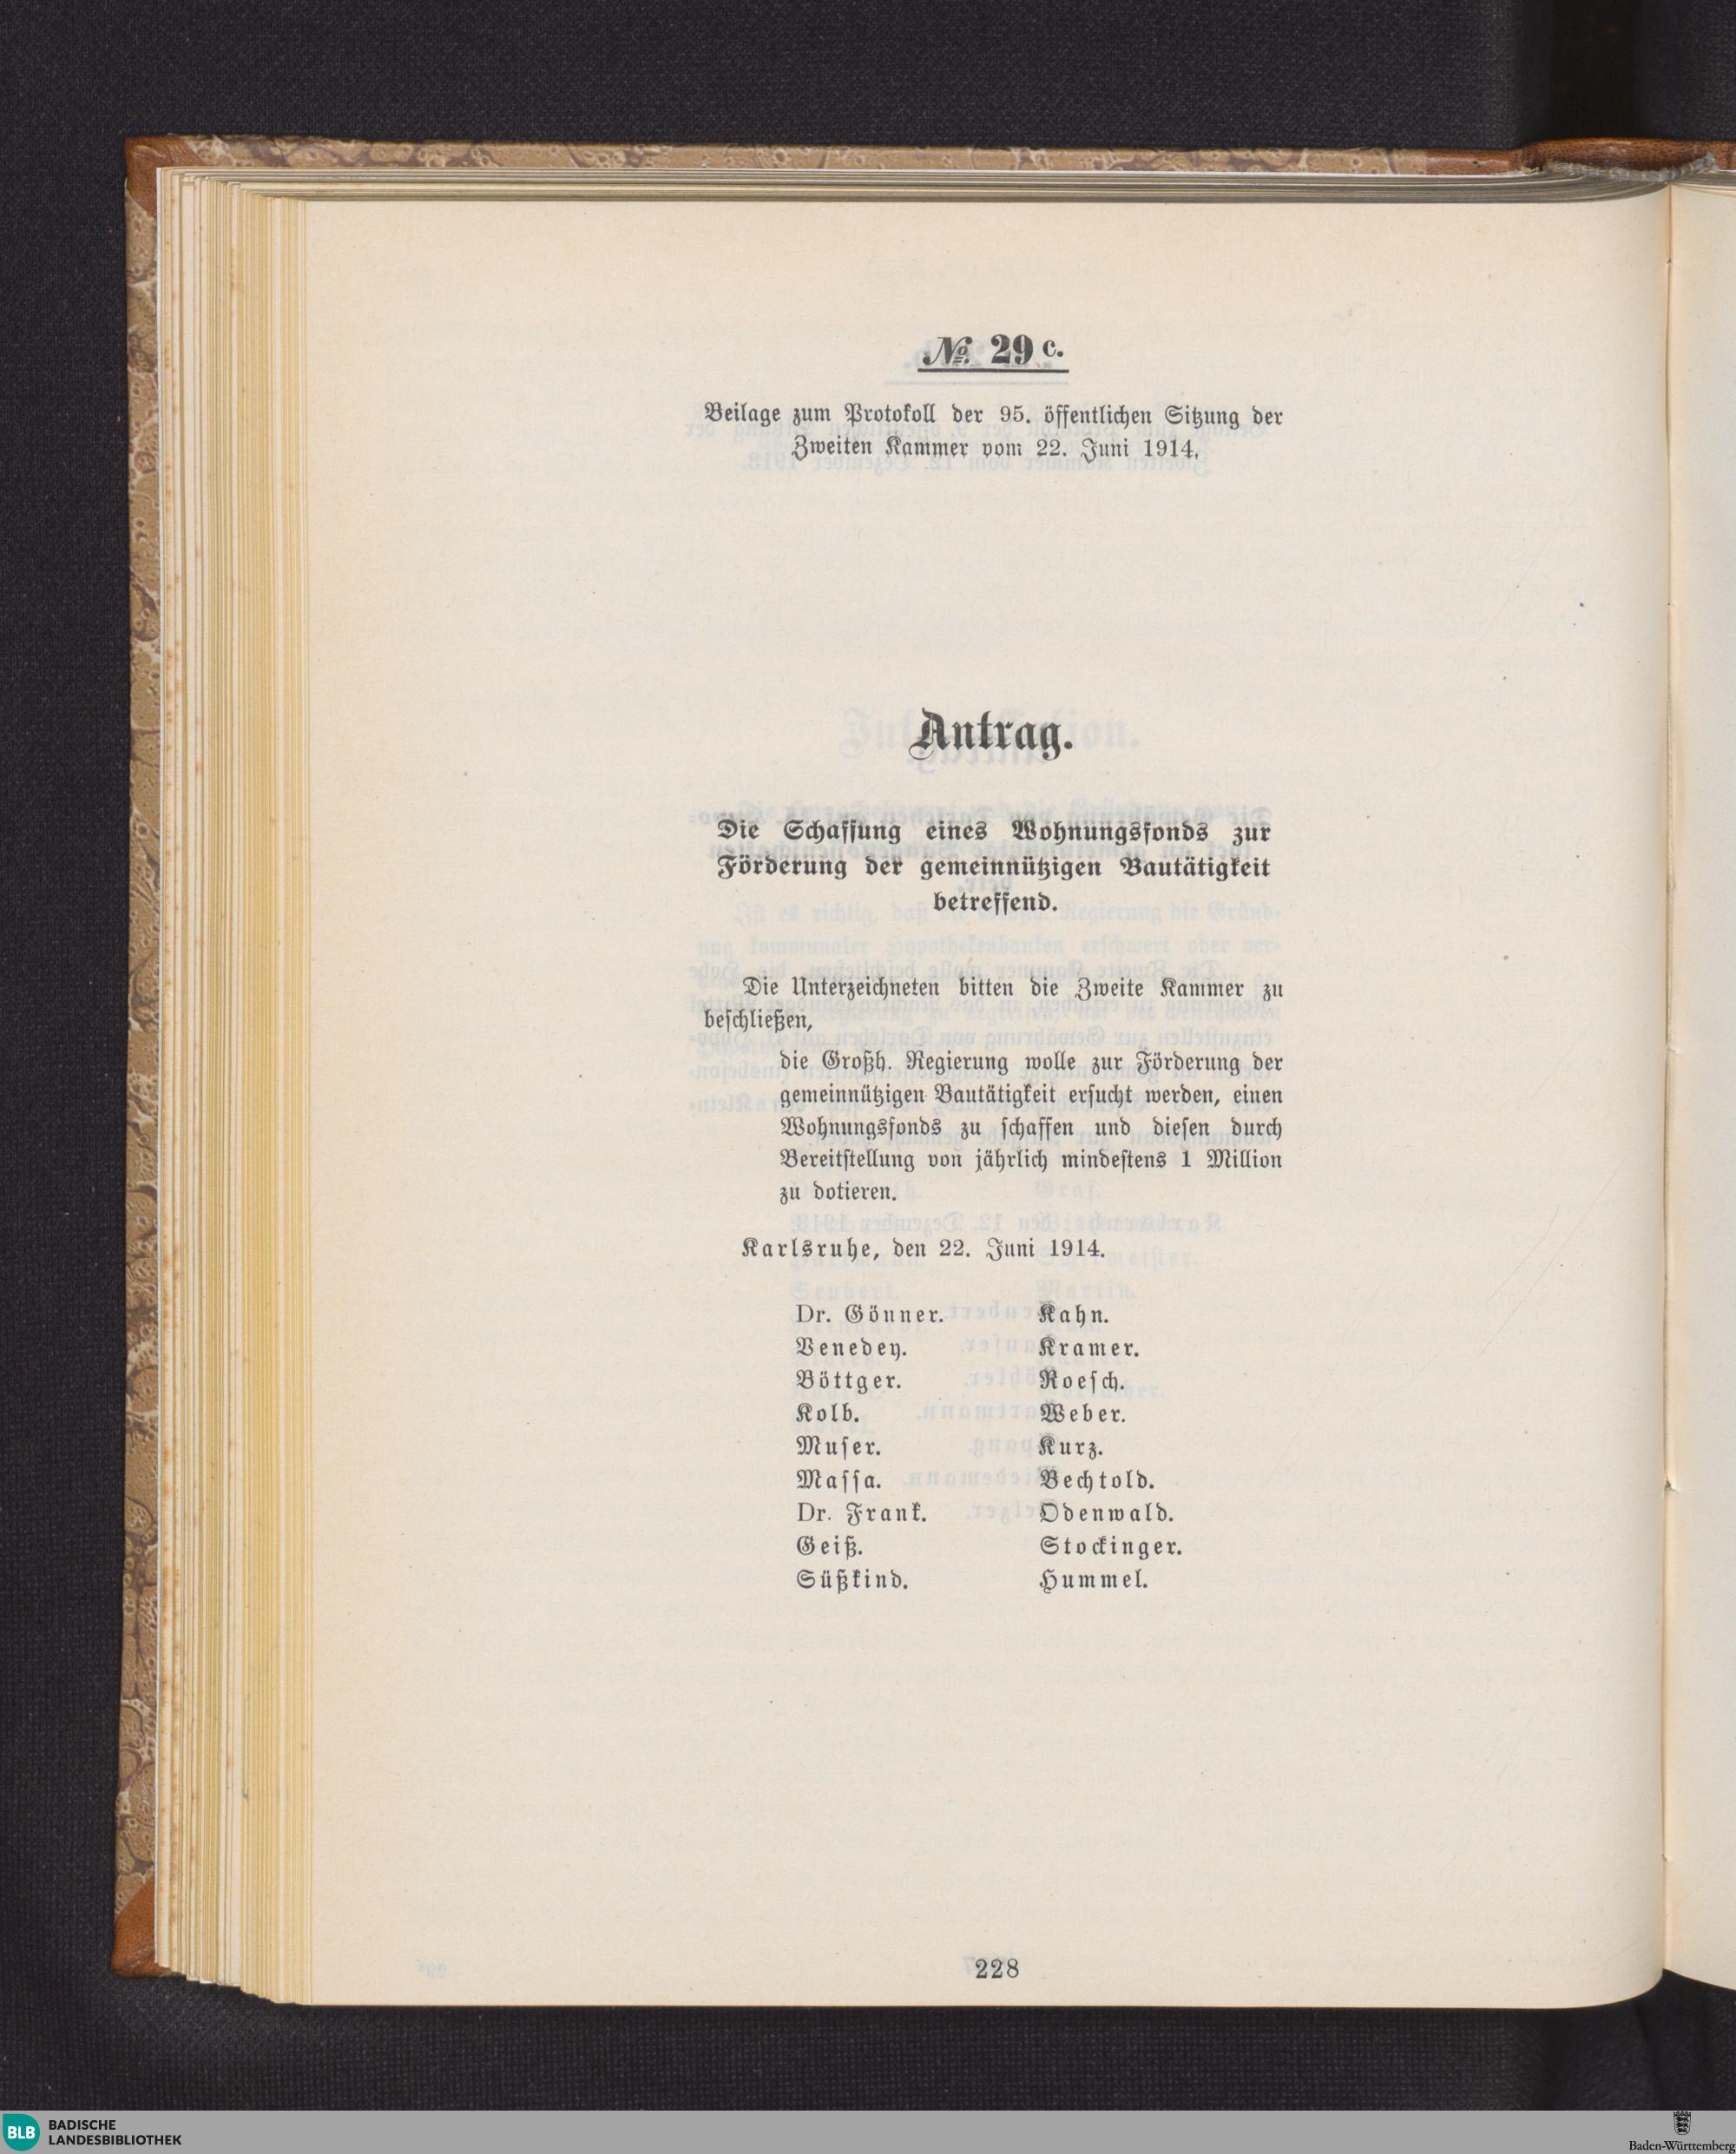 № 29 c.
Beilage zum Protokoll der 95. öffentlichen Sitzung der
Zweiten Kammer vom 22. Juni 1914.
Antrag.
Die Schaffung eines Wohnungsfonds zur
Förderung der gemeinnützigen Bautätigkeit
betreffend.
Die Unterzeichneten bitten die Zweite Kammer zu
beschließen,
die Großh. Regierung wolle zur Förderung der
gemeinnützigen Bautätigkeit ersucht werden, einen
Wohnungsfonds zu schaffen und diesen durch
Bereitstellung von jährlich mindestens 1 Million
zu dotieren.
Karlsruhe, den 22. Juni 1914.
Dr. Gönner. Kahn.
Venedey. Kramer.
Böttger. Roesch.
Kolb. Weber.
Muser. Kurz.
Massa. Bechtold.
Dr. Frank. Odenwald.
Geiß. Stockinger.
Süßkind. Hummel.
228
BLB BADISCHE
LANDESBIBLIOTHEK
Baden-Württemberg